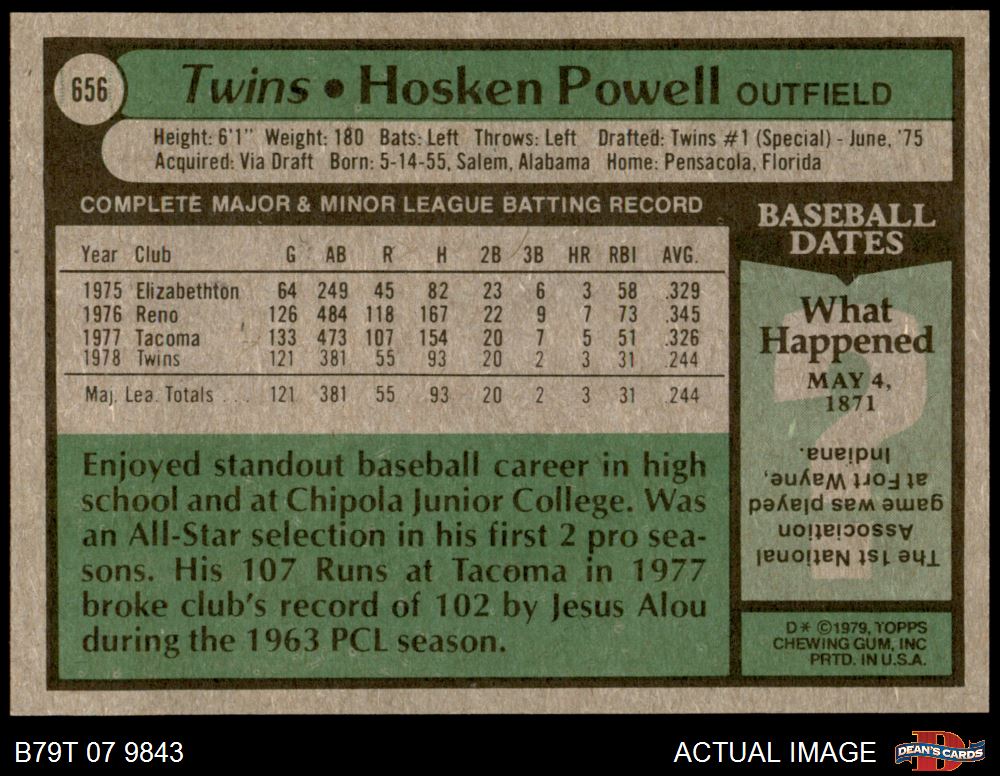 656
Twins • Hosken Powell OUTFIELD
Height: 6'1" Weight: 180 Bats: Left Throws: Left Drafted: Twins #1 (Special) - June, '75
Acquired: Via Draft Born: 5-14-55, Salem, Alabama Home: Pensacola, Florida
COMPLETE MAJOR & MINOR LEAGUE BATTING RECORD
Year Club G AB R H 2B 3B HR RBI AVG.
1975 Elizabethton 64 249 45 82 23 6 3 58 .329
1976 Reno 126 484 118 167 22 9 7 73 .345
1977 Tacoma 133 473 107 154 20 7 5 51 .326
1978 Twins 121 381 55 93 20 2 3 31 .244
Maj. Lea. Totals . . . 121 381 55 93 20 2 3 31 .244
Enjoyed standout baseball career in high
school and at Chipola Junior College. Was
an All-Star selection in his first 2 pro sea-
sons. His 107 Runs at Tacoma in 1977
broke club's record of 102 by Jesus Alou
during the 1963 PCL season.
BASEBALL
DATES
What
Happened
MAY 4,
1871
?
The 1st National
Association
game was played
at Fort Wayne,
Indiana.
D* ©1979, TOPPS
CHEWING GUM, INC
PRTD. IN U.S.A.
B79T 07 9843
ACTUAL IMAGE
D
DEAN'S CARDS